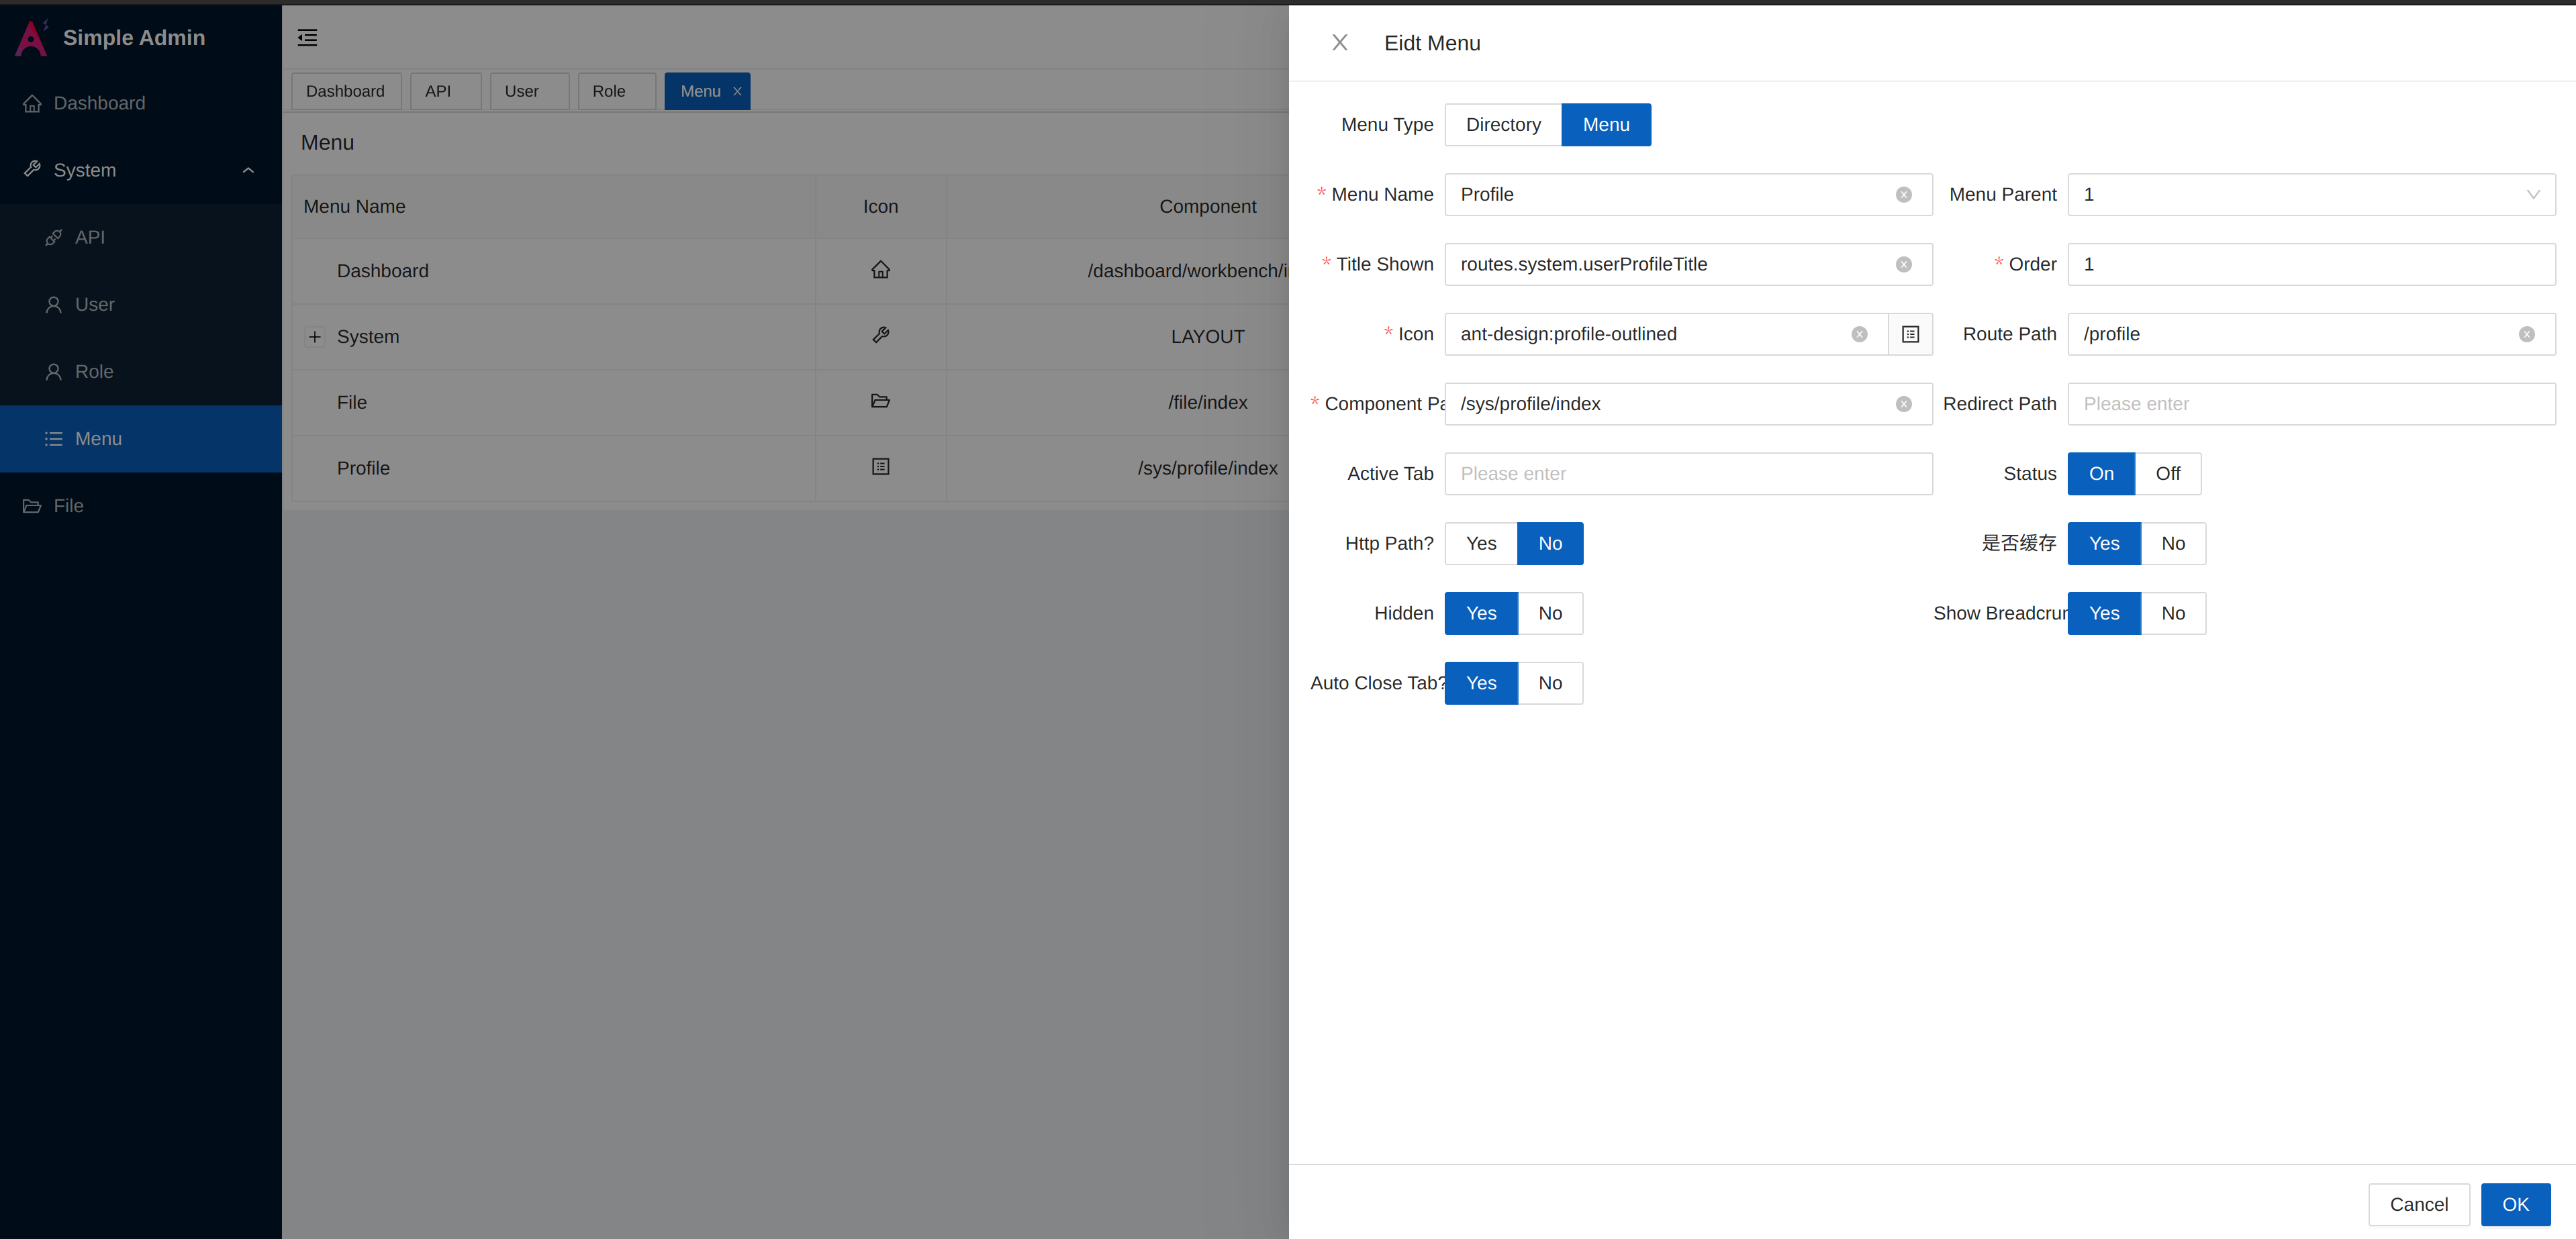 Simple Admin
Dashboard
System
API
User
Role
Menu
File
Dashboard API User Role Menu
Menu
Menu Name Icon Component
Dashboard /dashboard/workbench/i
System LAYOUT
File /file/index
Profile /sys/profile/index
Eidt Menu
Menu Type Directory Menu
* Menu Name Profile Menu Parent 1
* Title Shown routes.system.userProfileTitle * Order 1
* Icon ant-design:profile-outlined Route Path /profile
* Component Pa /sys/profile/index Redirect Path Please enter
Active Tab Please enter Status On Off
Http Path? Yes No 是否缓存 Yes No
Hidden Yes No Show Breadcrum Yes No
Auto Close Tab? Yes No
Cancel OK